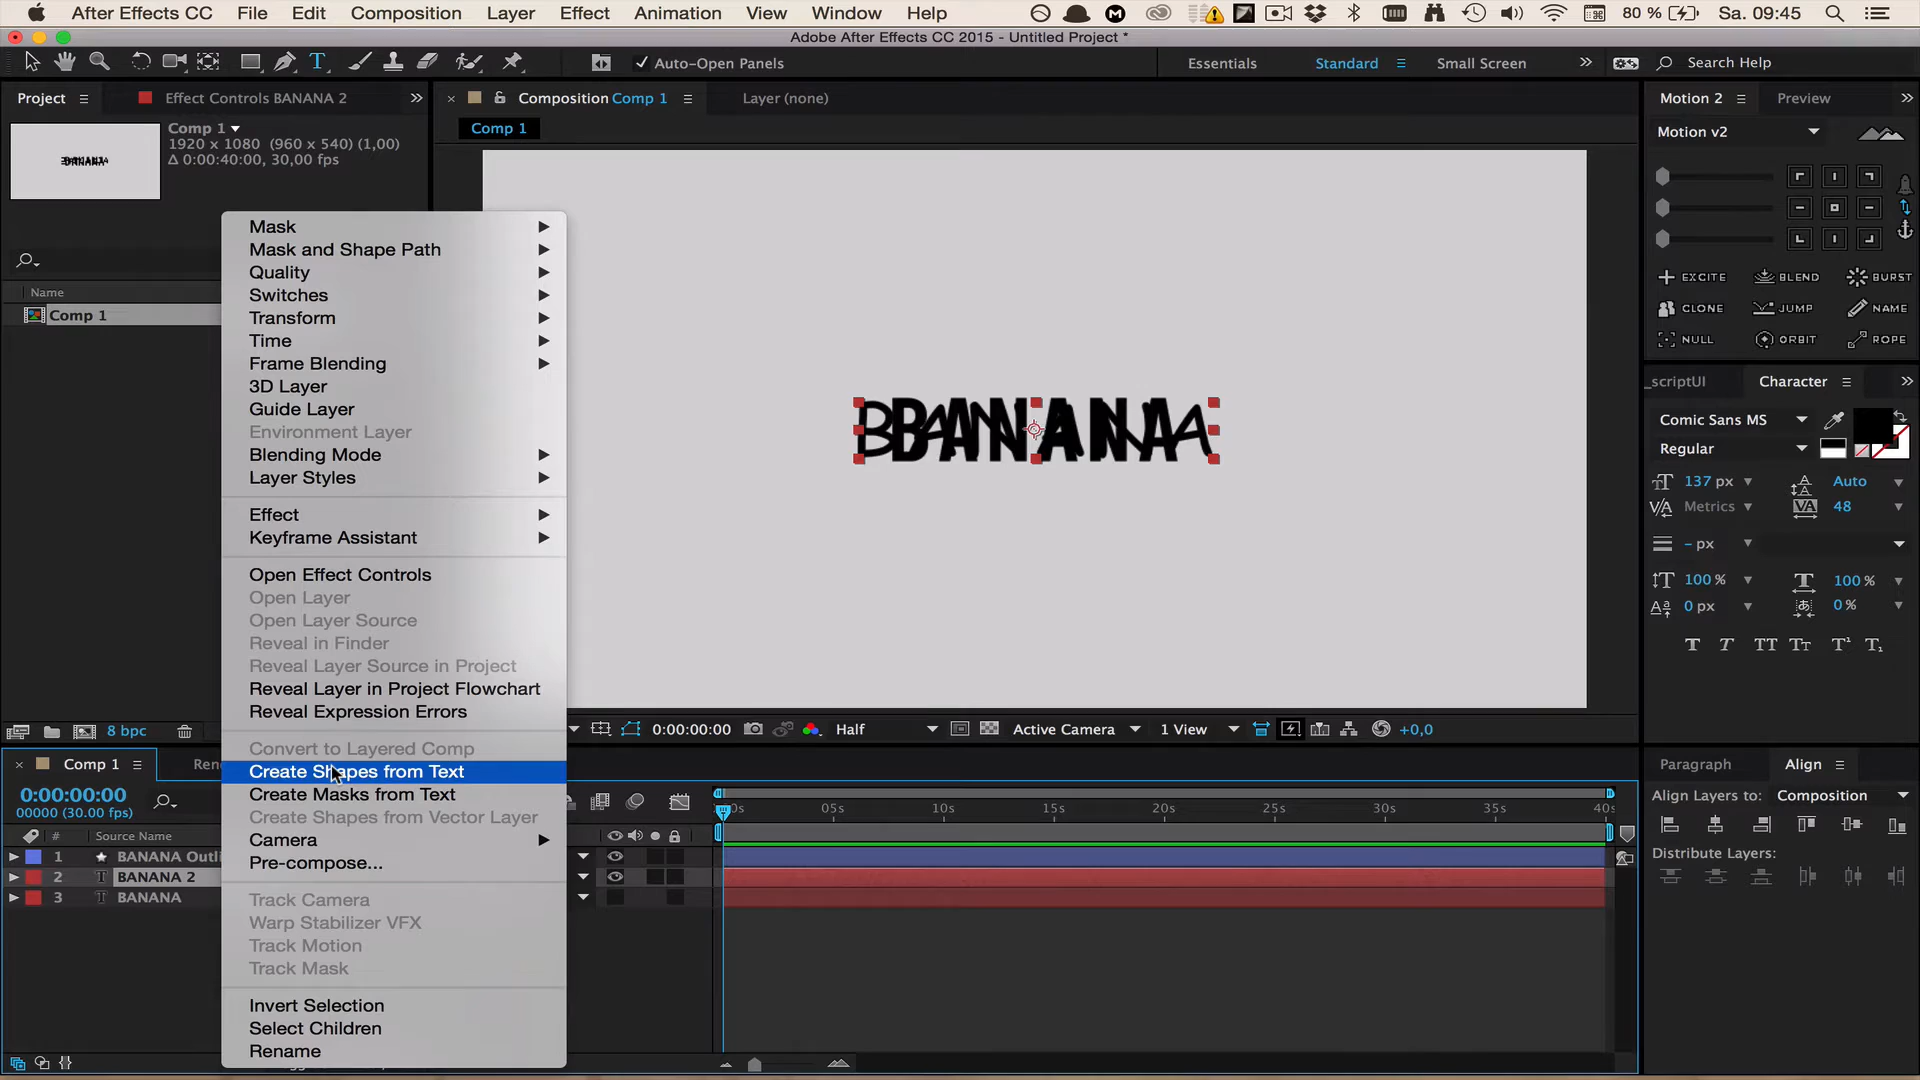 After Effects CC File Edit Composition Layer Effect Animation View Window Help 80 % Sa. 09:45
Adobe After Effects CC 2015 - Untitled Project *
Auto-Open Panels Essentials Standard Small Screen Search Help
Project Effect Controls BANANA 2 Composition Comp 1 Layer (none) Motion 2 Preview
Comp 1
1920 x 1080 (960 x 540) (1,00)
Δ 0:00:40:00, 30,00 fps
Comp 1
Motion v2
EXCITE BLEND BURST
CLONE JUMP NAME
NULL ORBIT ROPE
Name
Comp 1
Mask
Mask and Shape Path
Quality
Switches
Transform
Time
Frame Blending
3D Layer
Guide Layer
Environment Layer
Blending Mode
Layer Styles
Effect
Keyframe Assistant
Open Effect Controls
Open Layer
Open Layer Source
Reveal in Finder
Reveal Layer Source in Project
Reveal Layer in Project Flowchart
Reveal Expression Errors
Convert to Layered Comp
Create Shapes from Text
Create Masks from Text
Create Shapes from Vector Layer
Camera
Pre-compose...
Track Camera
Warp Stabilizer VFX
Track Motion
Track Mask
Invert Selection
Select Children
Rename
BANANA
_scriptUI Character
Comic Sans MS
Regular
137 px Auto
Metrics 48
- px
100 % 100 %
0 px 0 %
8 bpc
0:00:00:00 Half Active Camera 1 View +0,0
Comp 1 Ren
0:00:00:00
00000 (30.00 fps)
# Source Name
1 BANANA Outli
2 BANANA 2
3 BANANA
0s 05s 10s 15s 20s 25s 30s 35s 40s
Paragraph Align
Align Layers to: Composition
Distribute Layers: